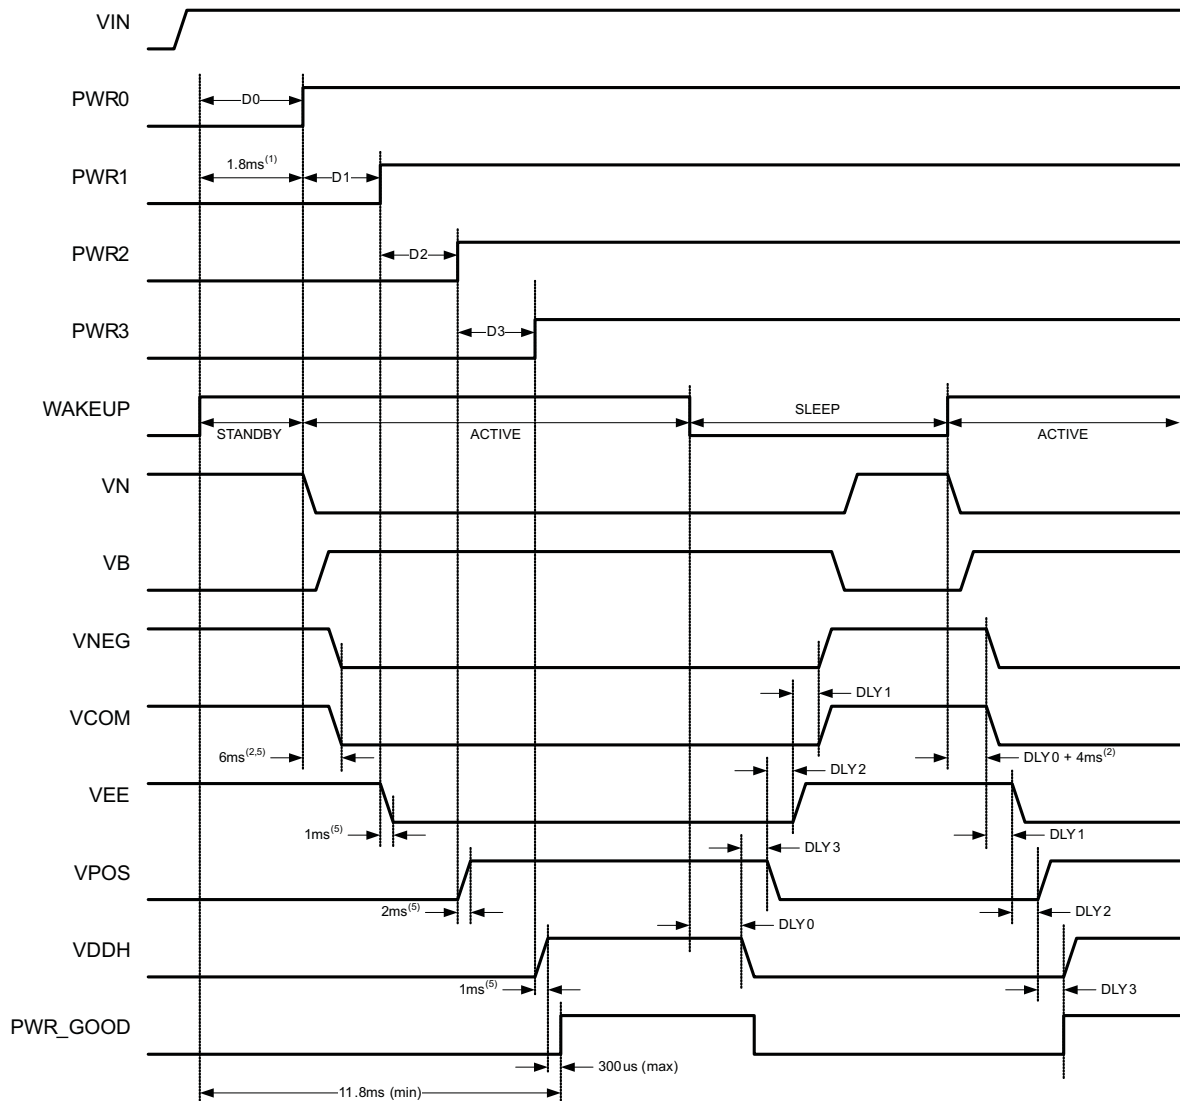 VIN
PWR0
D0
PWR1
1.8ms(1)
D1
PWR2
D2
PWR3
D3
WAKEUP
SLEEP
STANDBY
ACTIVE
ACTIVE
VN
VB
VNEG
DLY1
VCOM
6ms(2,5)
DLY0 + 4ms(2)
DLY2
VEE
1ms(5)
DLY1
DLY3
VPOS
2ms(5)
DLY2
DLY0
VDDH
1ms(5)
DLY3
PWR_GOOD
300us (max)
11.8ms (min)